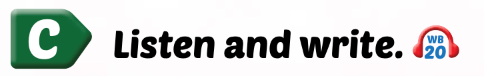 C Listen and write. WB 20